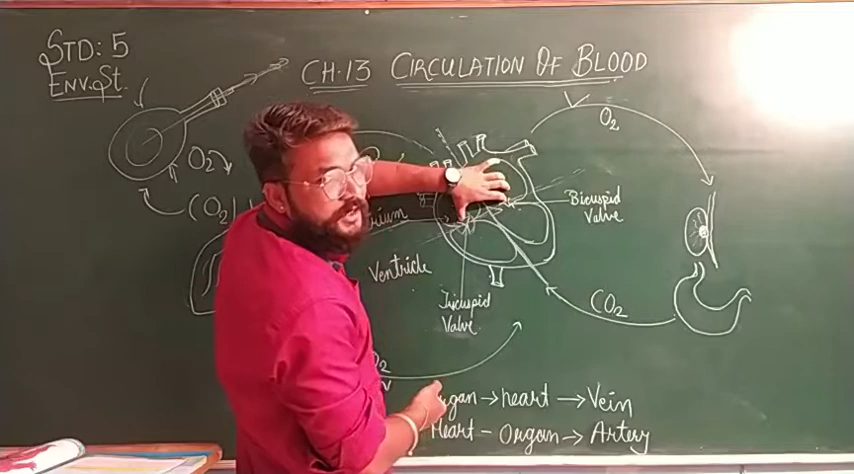 STD: 5
ENV. St.
CH.13 CIRCULATION OF BLOOD
O2
O2
CO2
Bicuspid
Valve
Ventricle
Tricuspid
Valve
CO2
→ heart → Vein
Heart - Organ → Artery